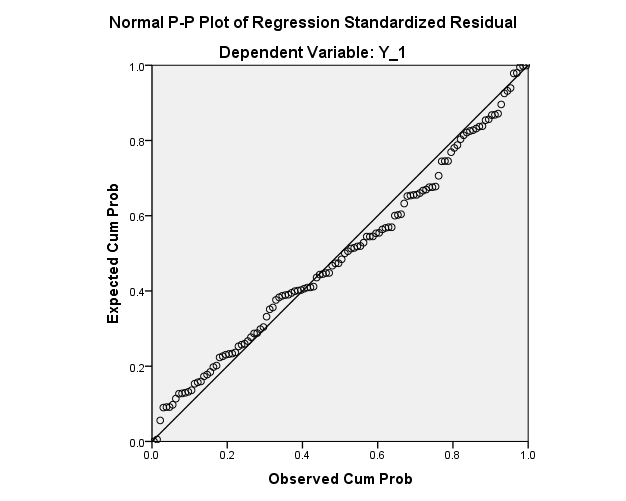 Normal P-P Plot of Regression Standardized Residual
Dependent Variable: Y_1
Expected Cum Prob
1.0
0.8
0.6
0.4
0.2
0.0
0.0 0.2 0.4 0.6 0.8 1.0
Observed Cum Prob